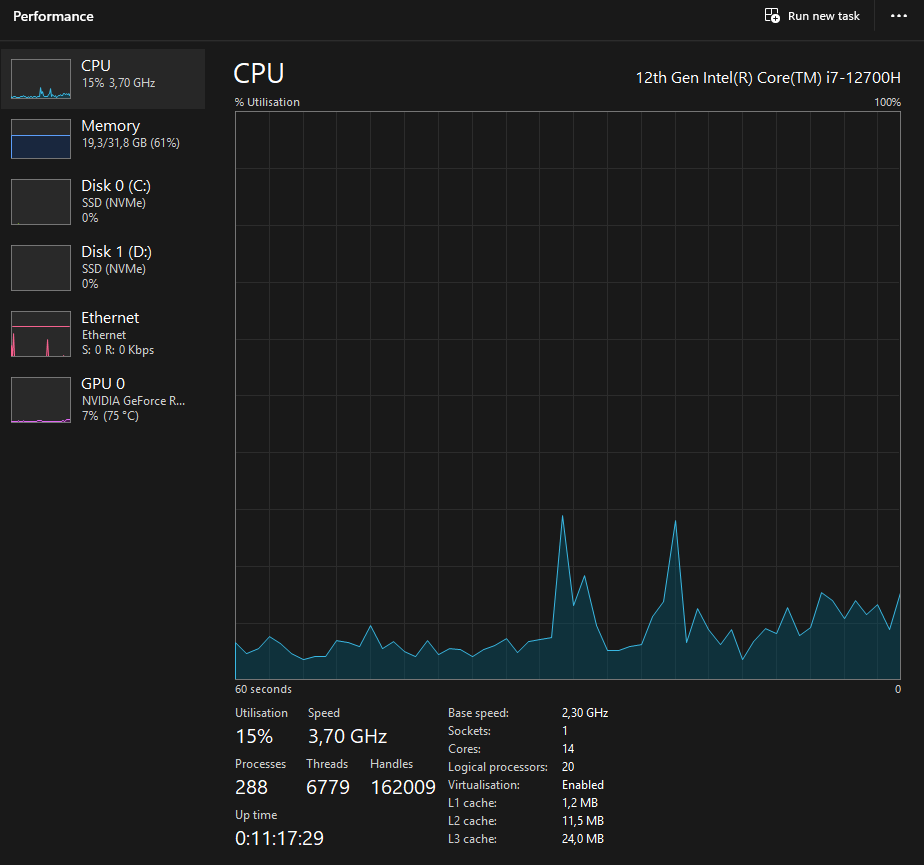 Performance
Run new task
CPU
15% 3,70 GHz
Memory
19,3/31,8 GB (61%)
Disk 0 (C:)
SSD (NVMe)
0%
Disk 1 (D:)
SSD (NVMe)
0%
Ethernet
Ethernet
S: 0 R: 0 Kbps
GPU 0
NVIDIA GeForce R...
7% (75 °C)
CPU
12th Gen Intel(R) Core(TM) i7-12700H
% Utilisation
100%
60 seconds
0
Utilisation
15%
Speed
3,70 GHz
Processes
288
Threads
6779
Handles
162009
Up time
0:11:17:29
Base speed: 2,30 GHz
Sockets: 1
Cores: 14
Logical processors: 20
Virtualisation: Enabled
L1 cache: 1,2 MB
L2 cache: 11,5 MB
L3 cache: 24,0 MB